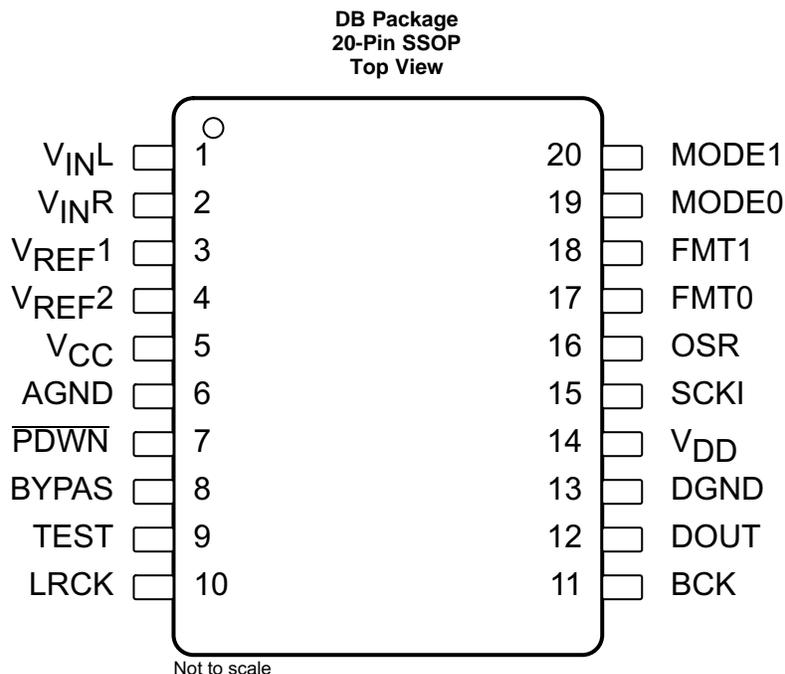 DB Package
20-Pin SSOP
Top View
VINL 1 20 MODE1
VINR 2 19 MODE0
VREF1 3 18 FMT1
VREF2 4 17 FMT0
VCC 5 16 OSR
AGND 6 15 SCKI
PDWN 7 14 VDD
BYPAS 8 13 DGND
TEST 9 12 DOUT
LRCK 10 11 BCK
Not to scale